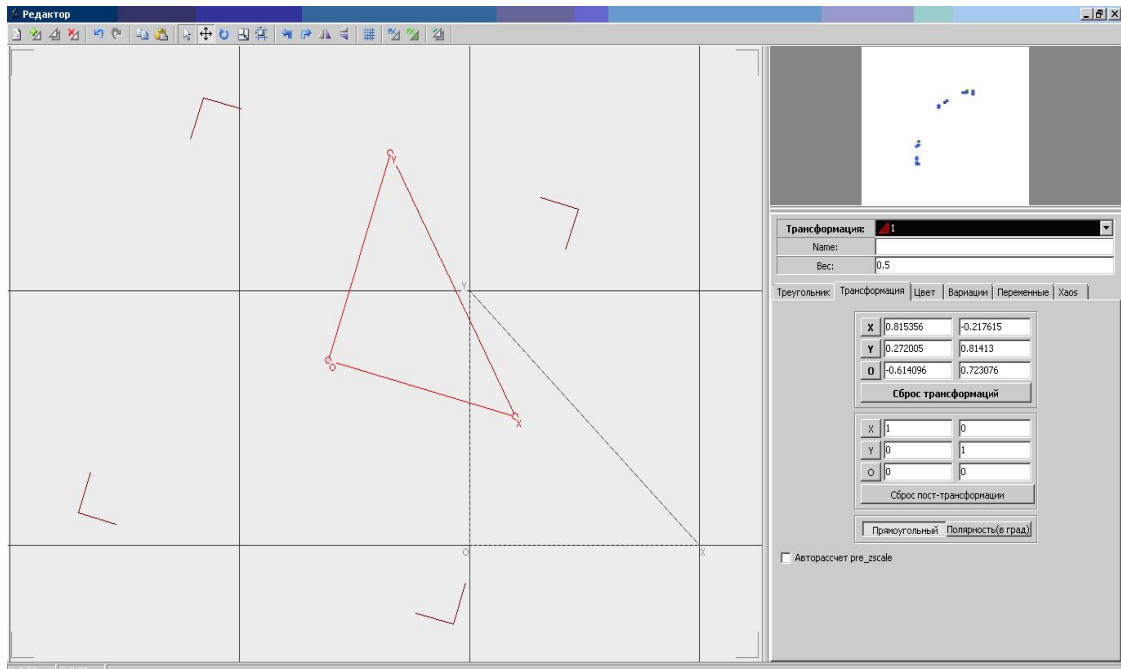 Редактор
Y
O
X
Y
O
X
Трансформация: 1
Name:
Вес: 0.5
Треугольник Трансформация Цвет Вариации Переменные Xaos
X 0.815356 -0.217615
Y 0.272005 0.81413
O -0.614096 0.723076
Сброс трансформаций
X 1 0
Y 0 1
O 0 0
Сброс пост-трансформации
Прямоугольный Полярность(в град)
Авторассчет pre_zscale